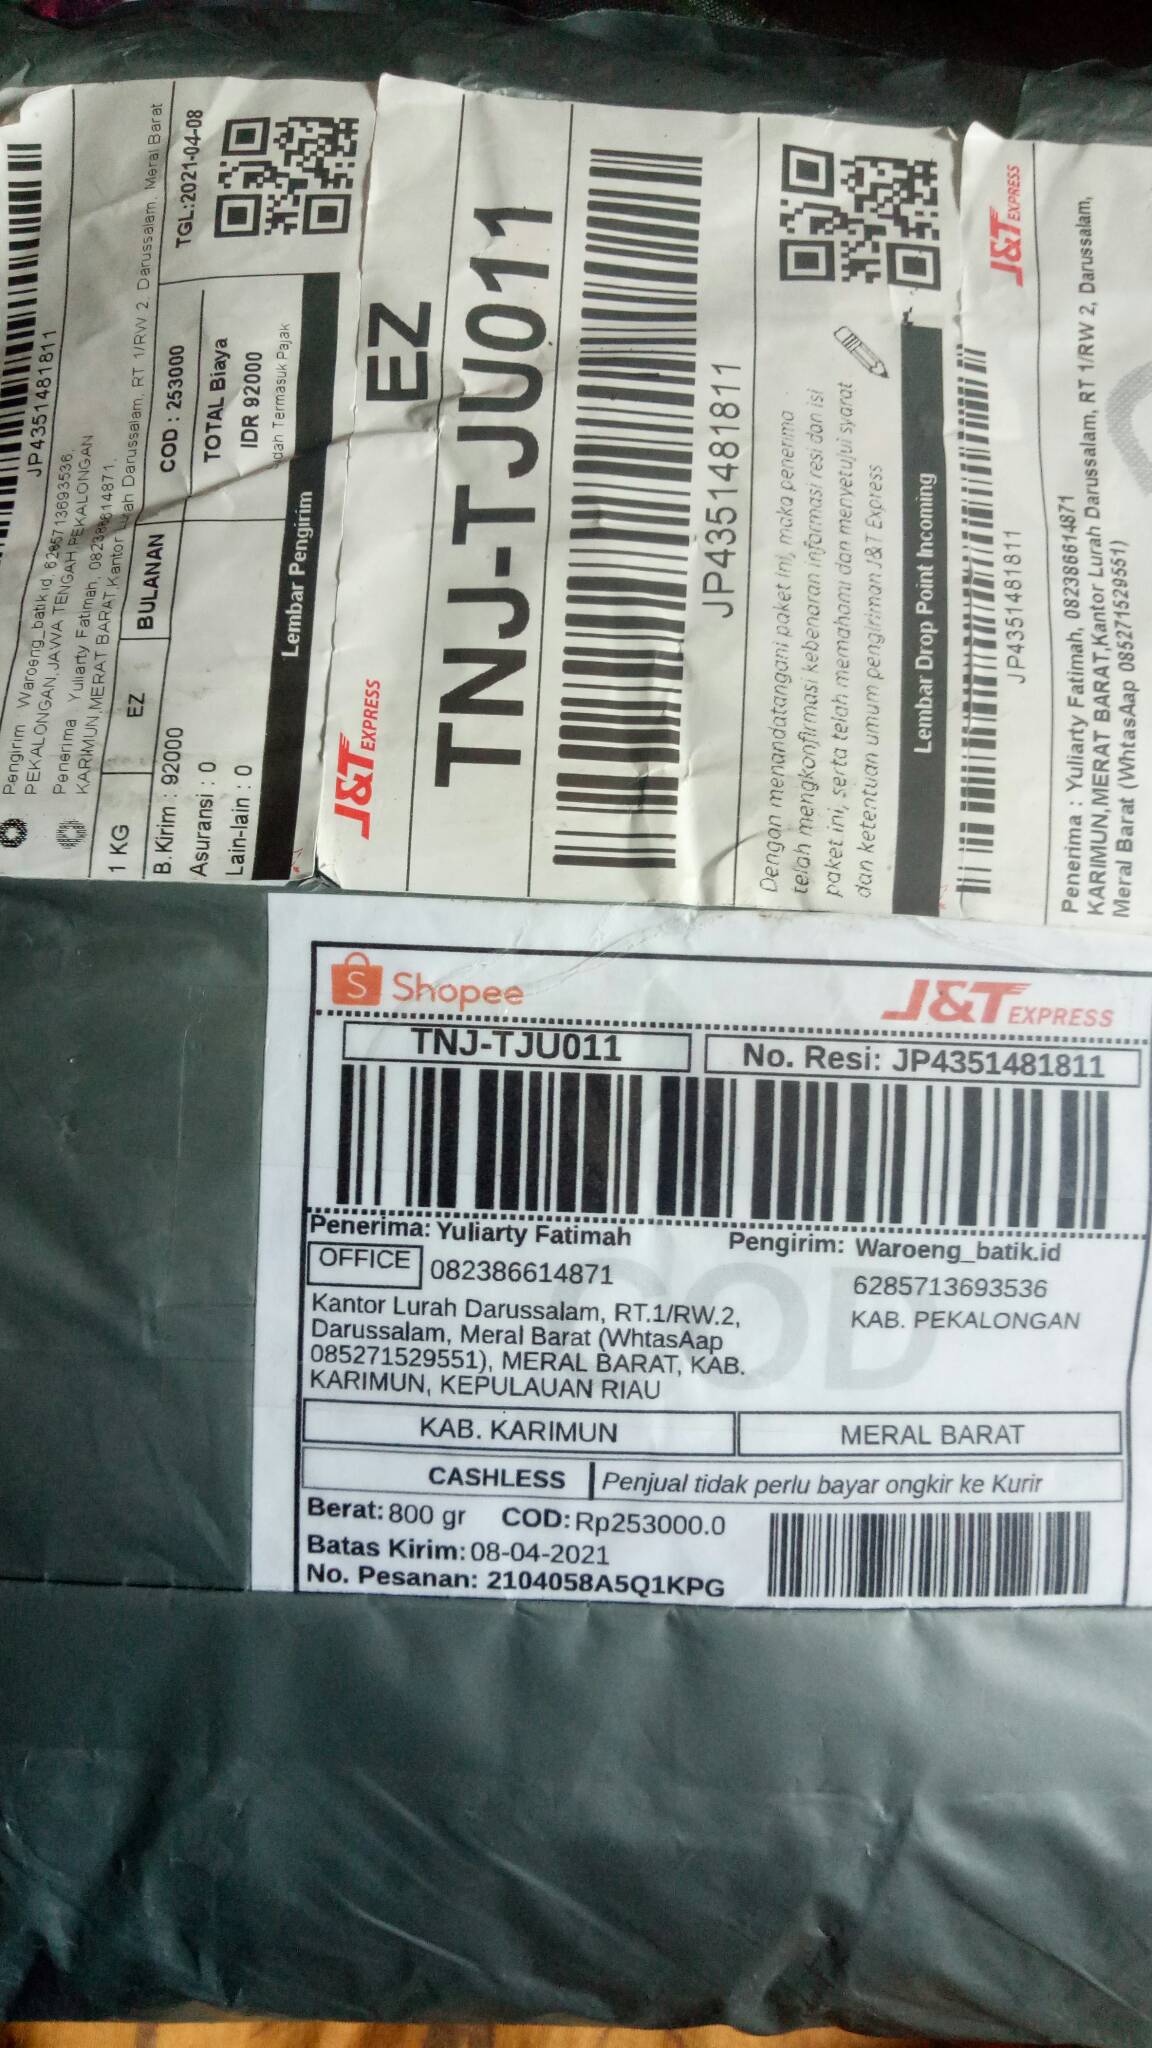 JP4351481811
Pengirim : Waroeng_batik.id, 6285713693536,
PEKALONGAN,JAWA TENGAH,PEKALONGAN
Penerima : Yuliarty Fatimah, 082386614871,
KARIMUN,MERAT BARAT,Kantor Lurah Darussalam, RT 1/RW 2, Darussalam, Meral Barat
1 KG
EZ
BULANAN
COD : 253000
TGL:2021-04-08
B.Kirim : 92000
Asuransi : 0
Lain-lain : 0
TOTAL Biaya
IDR 92000
dah Termasuk Pajak
Lembar Pengirim
J&T EXPRESS
EZ
TNJ-TJU011
JP4351481811
Dengan menandatangani paket ini, maka penerima
telah mengkonfirmasi kebenaran informasi resi dan isi
paket ini, serta telah memahami dan menyetujui syarat
dan ketentuan umum pengiriman J&T Express
Lembar Drop Point Incoming
J&T EXPRESS
JP4351481811
Penerima : Yuliarty Fatimah, 082386614871
KARIMUN,MERAT BARAT,Kantor Lurah Darussalam, RT 1/RW 2, Darussalam,
Meral Barat (WhtasAap 085271529551)
Shopee
J&T EXPRESS
TNJ-TJU011
No. Resi: JP4351481811
Penerima: Yuliarty Fatimah
OFFICE 082386614871
Kantor Lurah Darussalam, RT.1/RW.2,
Darussalam, Meral Barat (WhtasAap
085271529551), MERAL BARAT, KAB.
KARIMUN, KEPULAUAN RIAU
Pengirim: Waroeng_batik.id
6285713693536
KAB. PEKALONGAN
COD
KAB. KARIMUN
MERAL BARAT
CASHLESS
Penjual tidak perlu bayar ongkir ke Kurir
Berat: 800 gr COD: Rp253000.0
Batas Kirim: 08-04-2021
No. Pesanan: 2104058A5Q1KPG